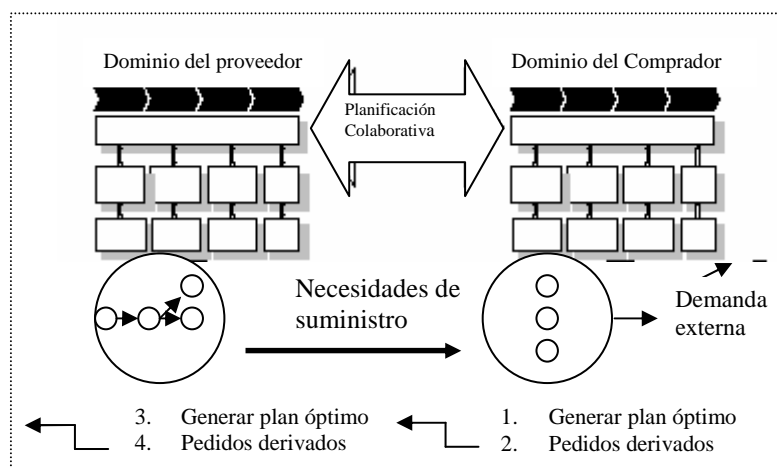 Dominio del proveedor
Dominio del Comprador
Planificación
Colaborativa
Necesidades de
suministro
Demanda
externa
3. Generar plan óptimo
4. Pedidos derivados
1. Generar plan óptimo
2. Pedidos derivados